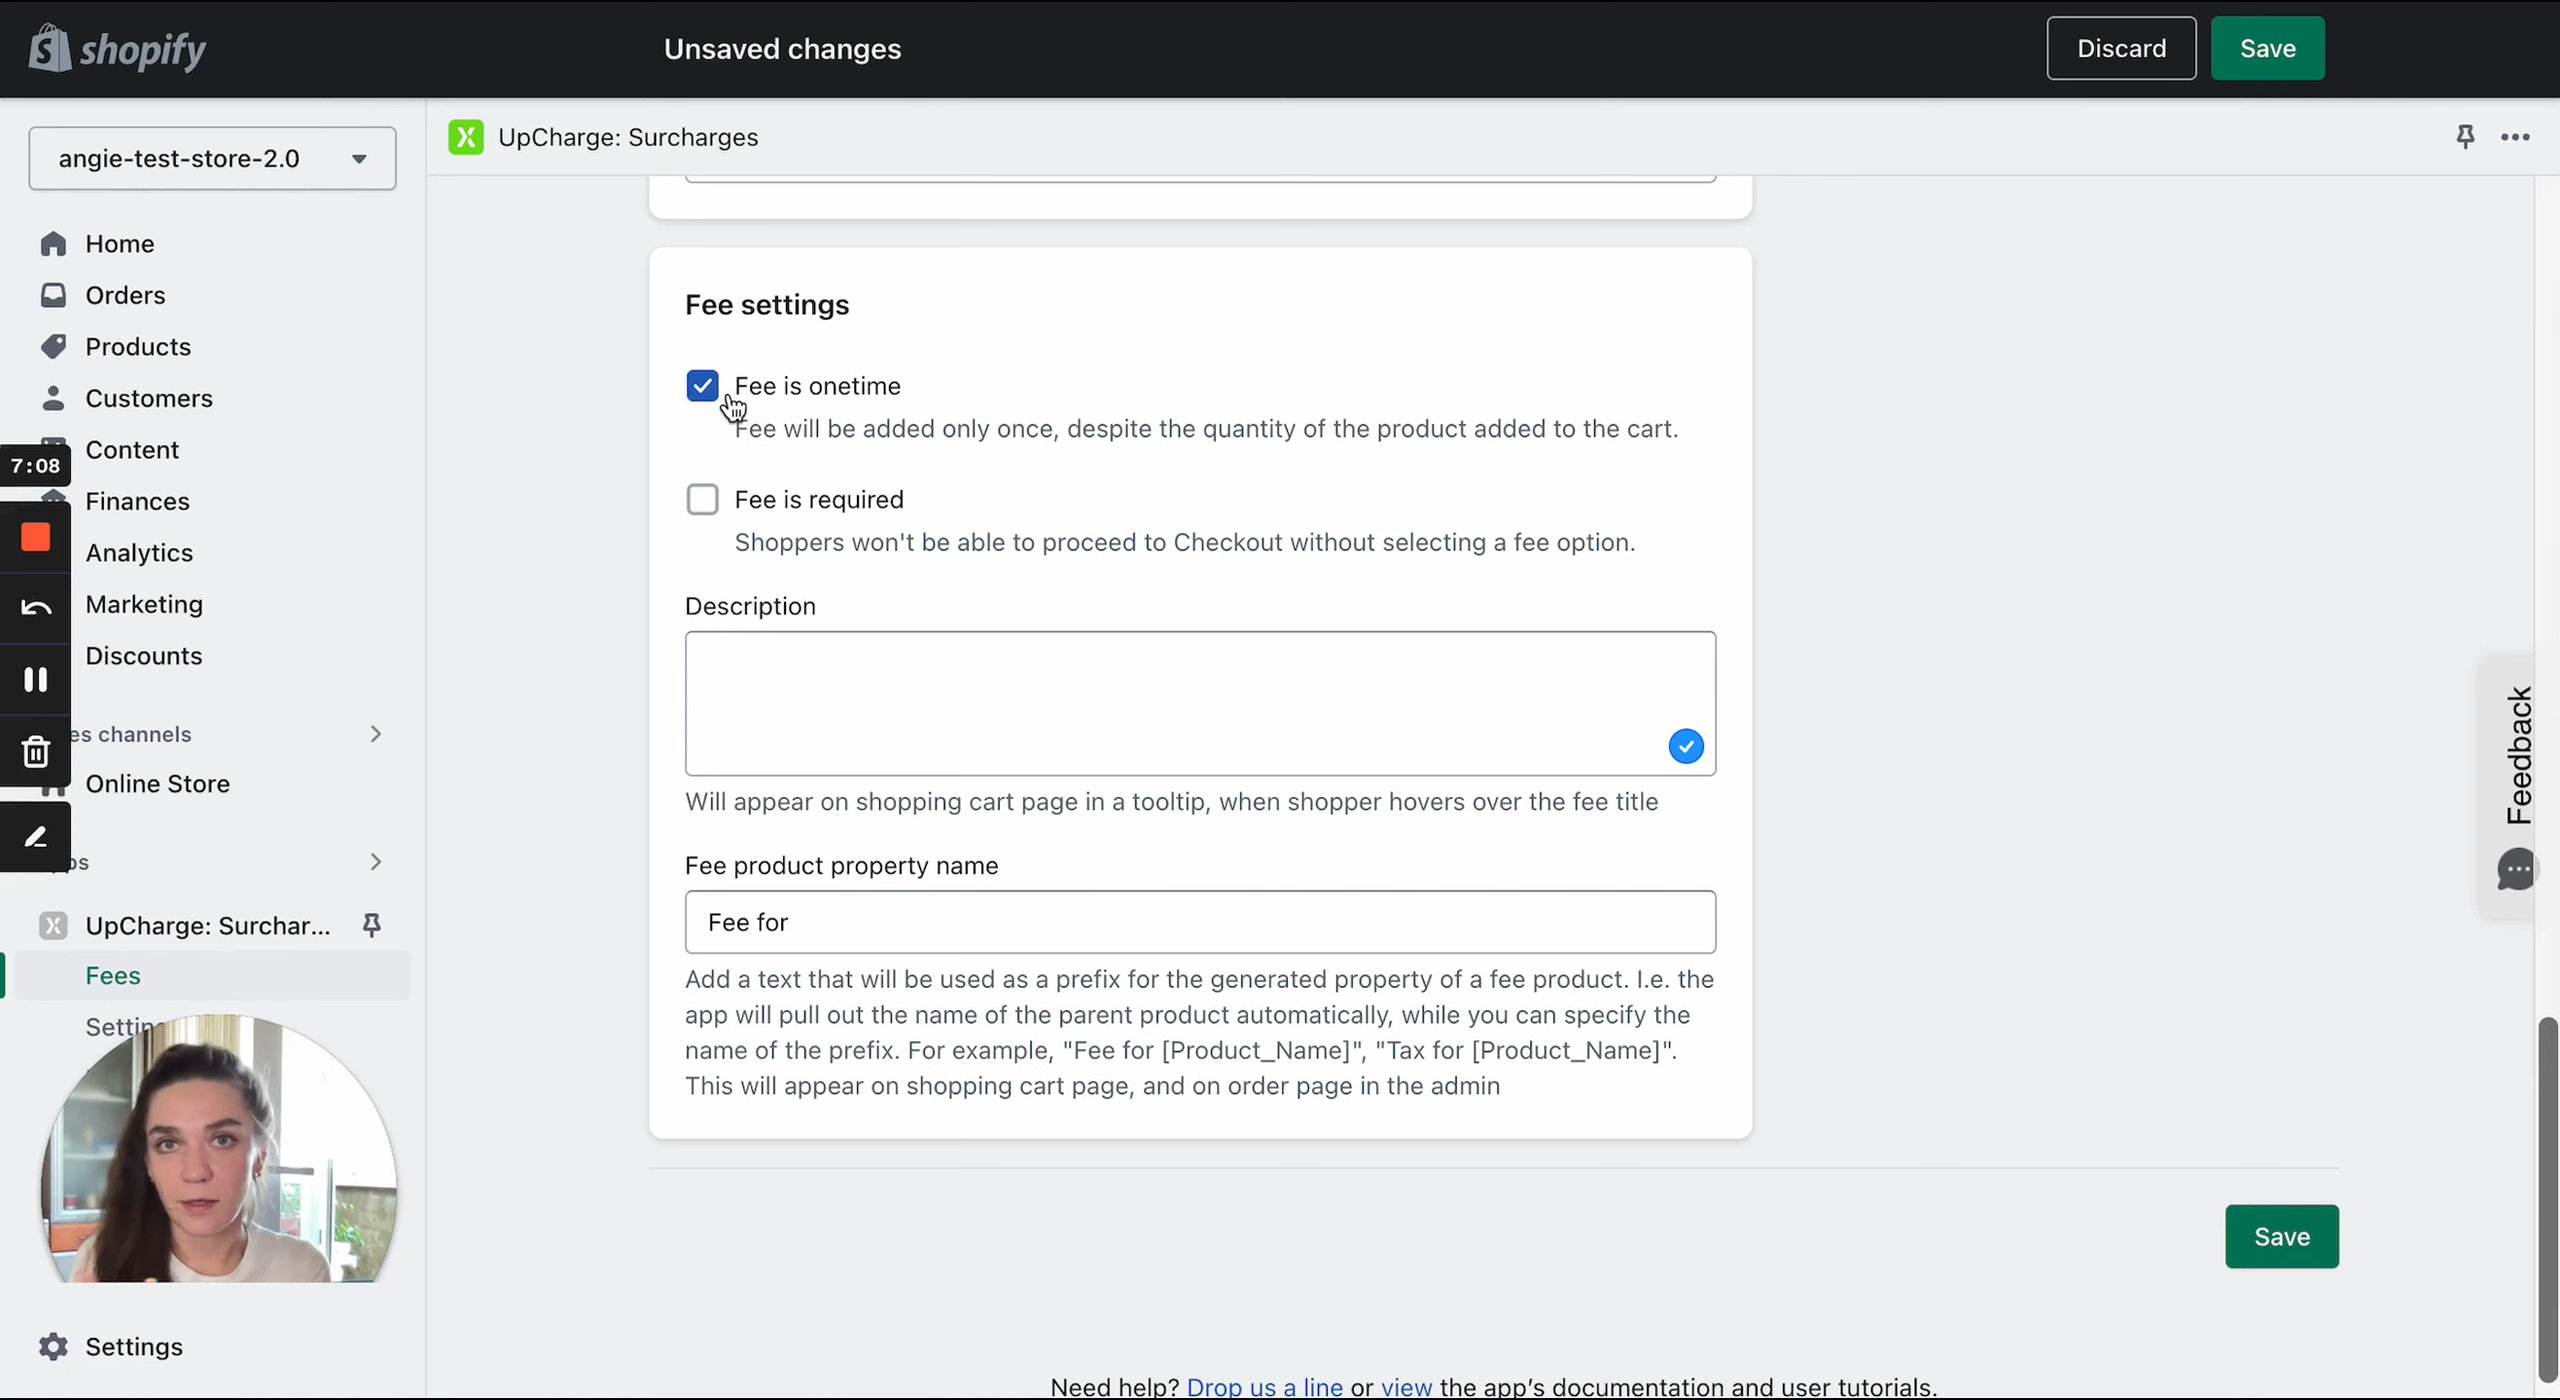 shopify
Unsaved changes
Discard
Save
angie-test-store-2.0
UpCharge: Surcharges
Home
Orders
Products
Customers
Content
7:08
Finances
Analytics
Marketing
Discounts
es channels
Online Store
ps
UpCharge: Surchar...
Fees
Settin
Settings
Fee settings
Fee is onetime
Fee will be added only once, despite the quantity of the product added to the cart.
Fee is required
Shoppers won't be able to proceed to Checkout without selecting a fee option.
Description
Will appear on shopping cart page in a tooltip, when shopper hovers over the fee title
Fee product property name
Fee for
Add a text that will be used as a prefix for the generated property of a fee product. I.e. the
app will pull out the name of the parent product automatically, while you can specify the
name of the prefix. For example, "Fee for [Product_Name]", "Tax for [Product_Name]".
This will appear on shopping cart page, and on order page in the admin
Save
Feedback
Need help? Drop us a line or view the app's documentation and user tutorials.